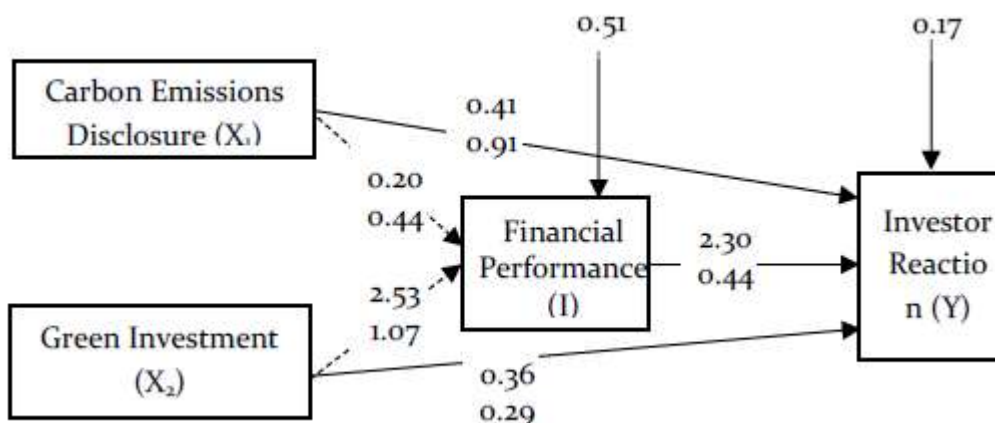 0.51
0.17
Carbon Emissions
Disclosure (X₁)
0.41
0.91
0.20
0.44
Financial
Performance
(I)
2.30
0.44
Investor
Reactio
n (Y)
2.53
1.07
Green Investment
(X₂)
0.36
0.29